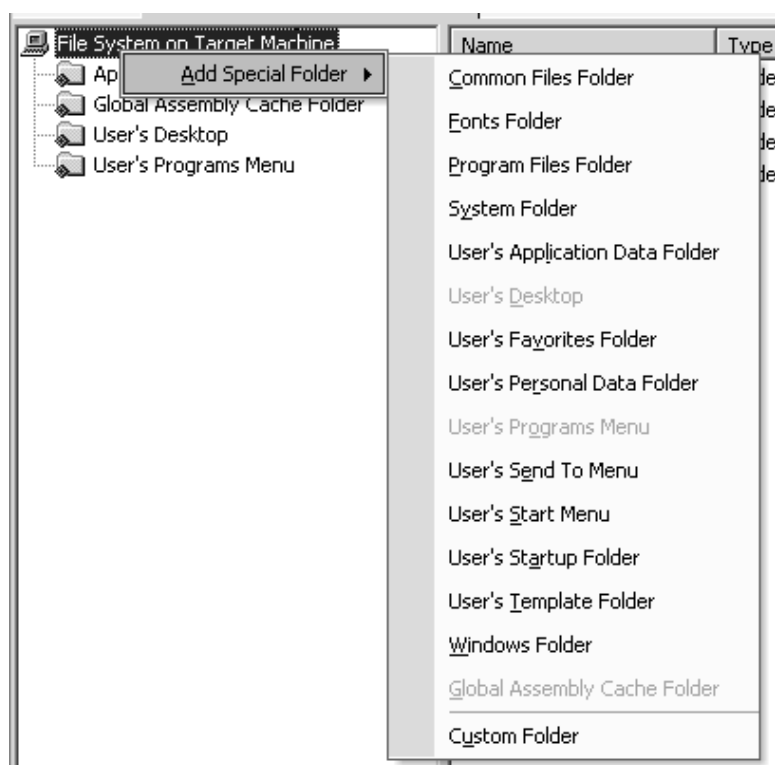 File System on Target Machine
Ap
Global Assembly Cache Folder
User's Desktop
User's Programs Menu
Add Special Folder
Name
Type
Common Files Folder
Fonts Folder
Program Files Folder
System Folder
User's Application Data Folder
User's Desktop
User's Favorites Folder
User's Personal Data Folder
User's Programs Menu
User's Send To Menu
User's Start Menu
User's Startup Folder
User's Template Folder
Windows Folder
Global Assembly Cache Folder
Custom Folder